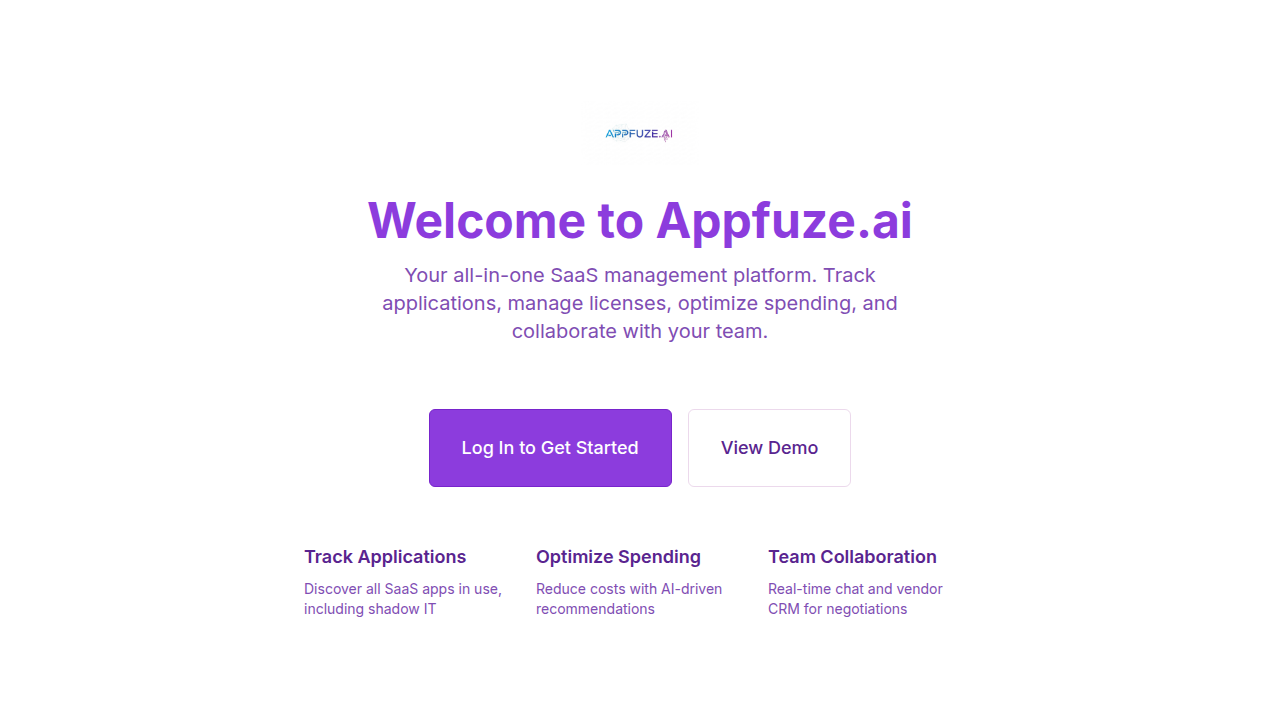 APPFUZE.AI
Welcome to Appfuze.ai
Your all-in-one SaaS management platform. Track
applications, manage licenses, optimize spending, and
collaborate with your team.
Log In to Get Started
View Demo
Track Applications
Discover all SaaS apps in use,
including shadow IT
Optimize Spending
Reduce costs with AI-driven
recommendations
Team Collaboration
Real-time chat and vendor
CRM for negotiations